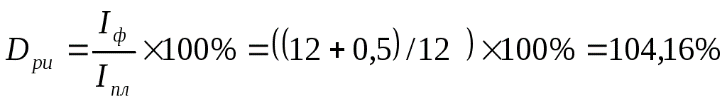 D_ри = I_ф / I_пл × 100% = ((12 + 0,5) / 12 ) × 100% = 104,16%